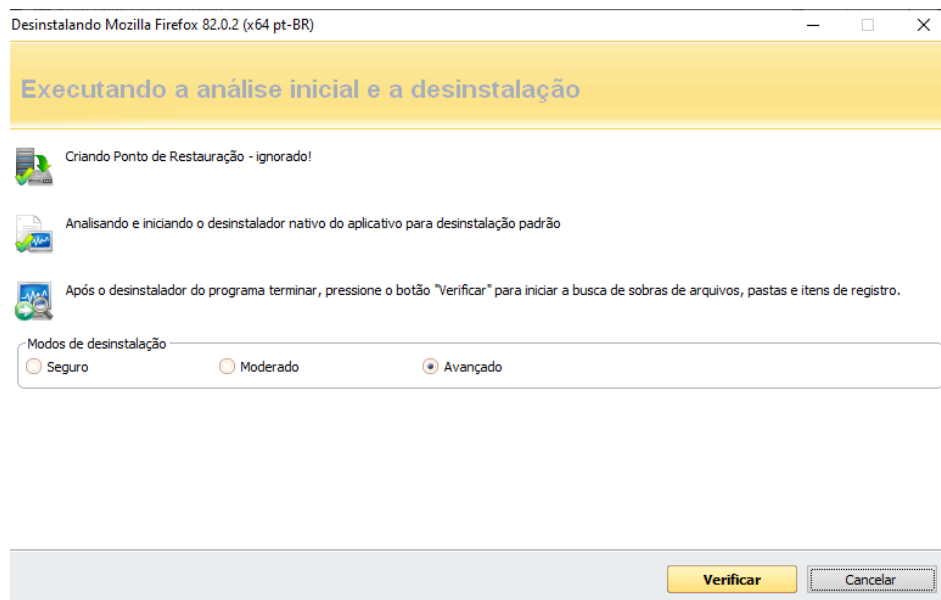 Desinstalando Mozilla Firefox 82.0.2 (x64 pt-BR)
Executando a análise inicial e a desinstalação
Criando Ponto de Restauração - ignorado!
Analisando e iniciando o desinstalador nativo do aplicativo para desinstalação padrão
Após o desinstalador do programa terminar, pressione o botão "Verificar" para iniciar a busca de sobras de arquivos, pastas e itens de registro.
Modos de desinstalação
Seguro Moderado Avançado
Verificar Cancelar